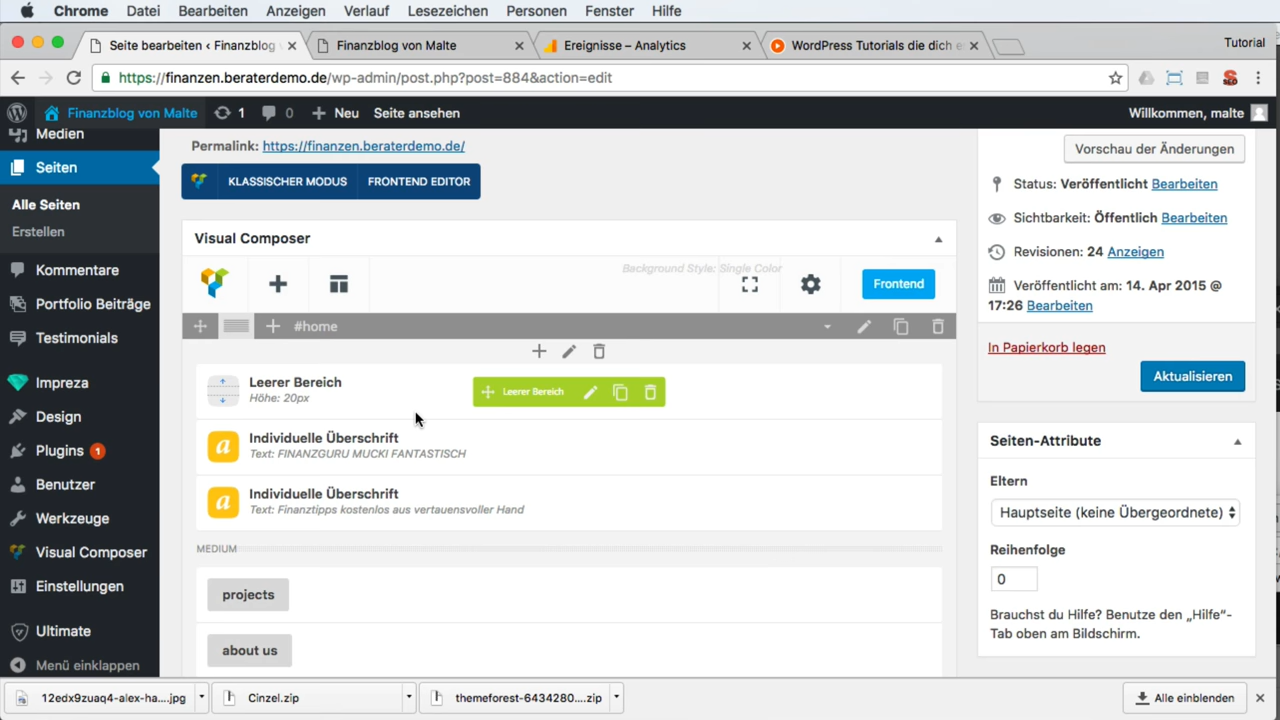 Chrome Datei Bearbeiten Anzeigen Verlauf Lesezeichen Personen Fenster Hilfe
Seite bearbeiten ‹ Finanzblog Finanzblog von Malte Ereignisse – Analytics WordPress Tutorials die dich e Tutorial
https://finanzen.beraterdemo.de/wp-admin/post.php?post=884&action=edit
Finanzblog von Malte 1 0 Neu Seite ansehen Willkommen, malte
Medien
Seiten
Alle Seiten
Erstellen
Kommentare
Portfolio Beiträge
Testimonials
Impreza
Design
Plugins 1
Benutzer
Werkzeuge
Visual Composer
Einstellungen
Ultimate
Menü einklappen
Permalink: https://finanzen.beraterdemo.de/
KLASSISCHER MODUS FRONTEND EDITOR
Visual Composer
Background Style: Single Color
Frontend
#home
Leerer Bereich
Höhe: 20px
Leerer Bereich
Individuelle Überschrift
Text: FINANZGURU MUCKI FANTASTISCH
Individuelle Überschrift
Text: Finanztipps kostenlos aus vertauensvoller Hand
MEDIUM
projects
about us
Vorschau der Änderungen
Status: Veröffentlicht Bearbeiten
Sichtbarkeit: Öffentlich Bearbeiten
Revisionen: 24 Anzeigen
Veröffentlicht am: 14. Apr 2015 @
17:26 Bearbeiten
In Papierkorb legen
Aktualisieren
Seiten-Attribute
Eltern
Hauptseite (keine Übergeordnete)
Reihenfolge
0
Brauchst du Hilfe? Benutze den „Hilfe“-
Tab oben am Bildschirm.
12edx9zuaq4-alex-ha....jpg Cinzel.zip themeforest-6434280....zip Alle einblenden